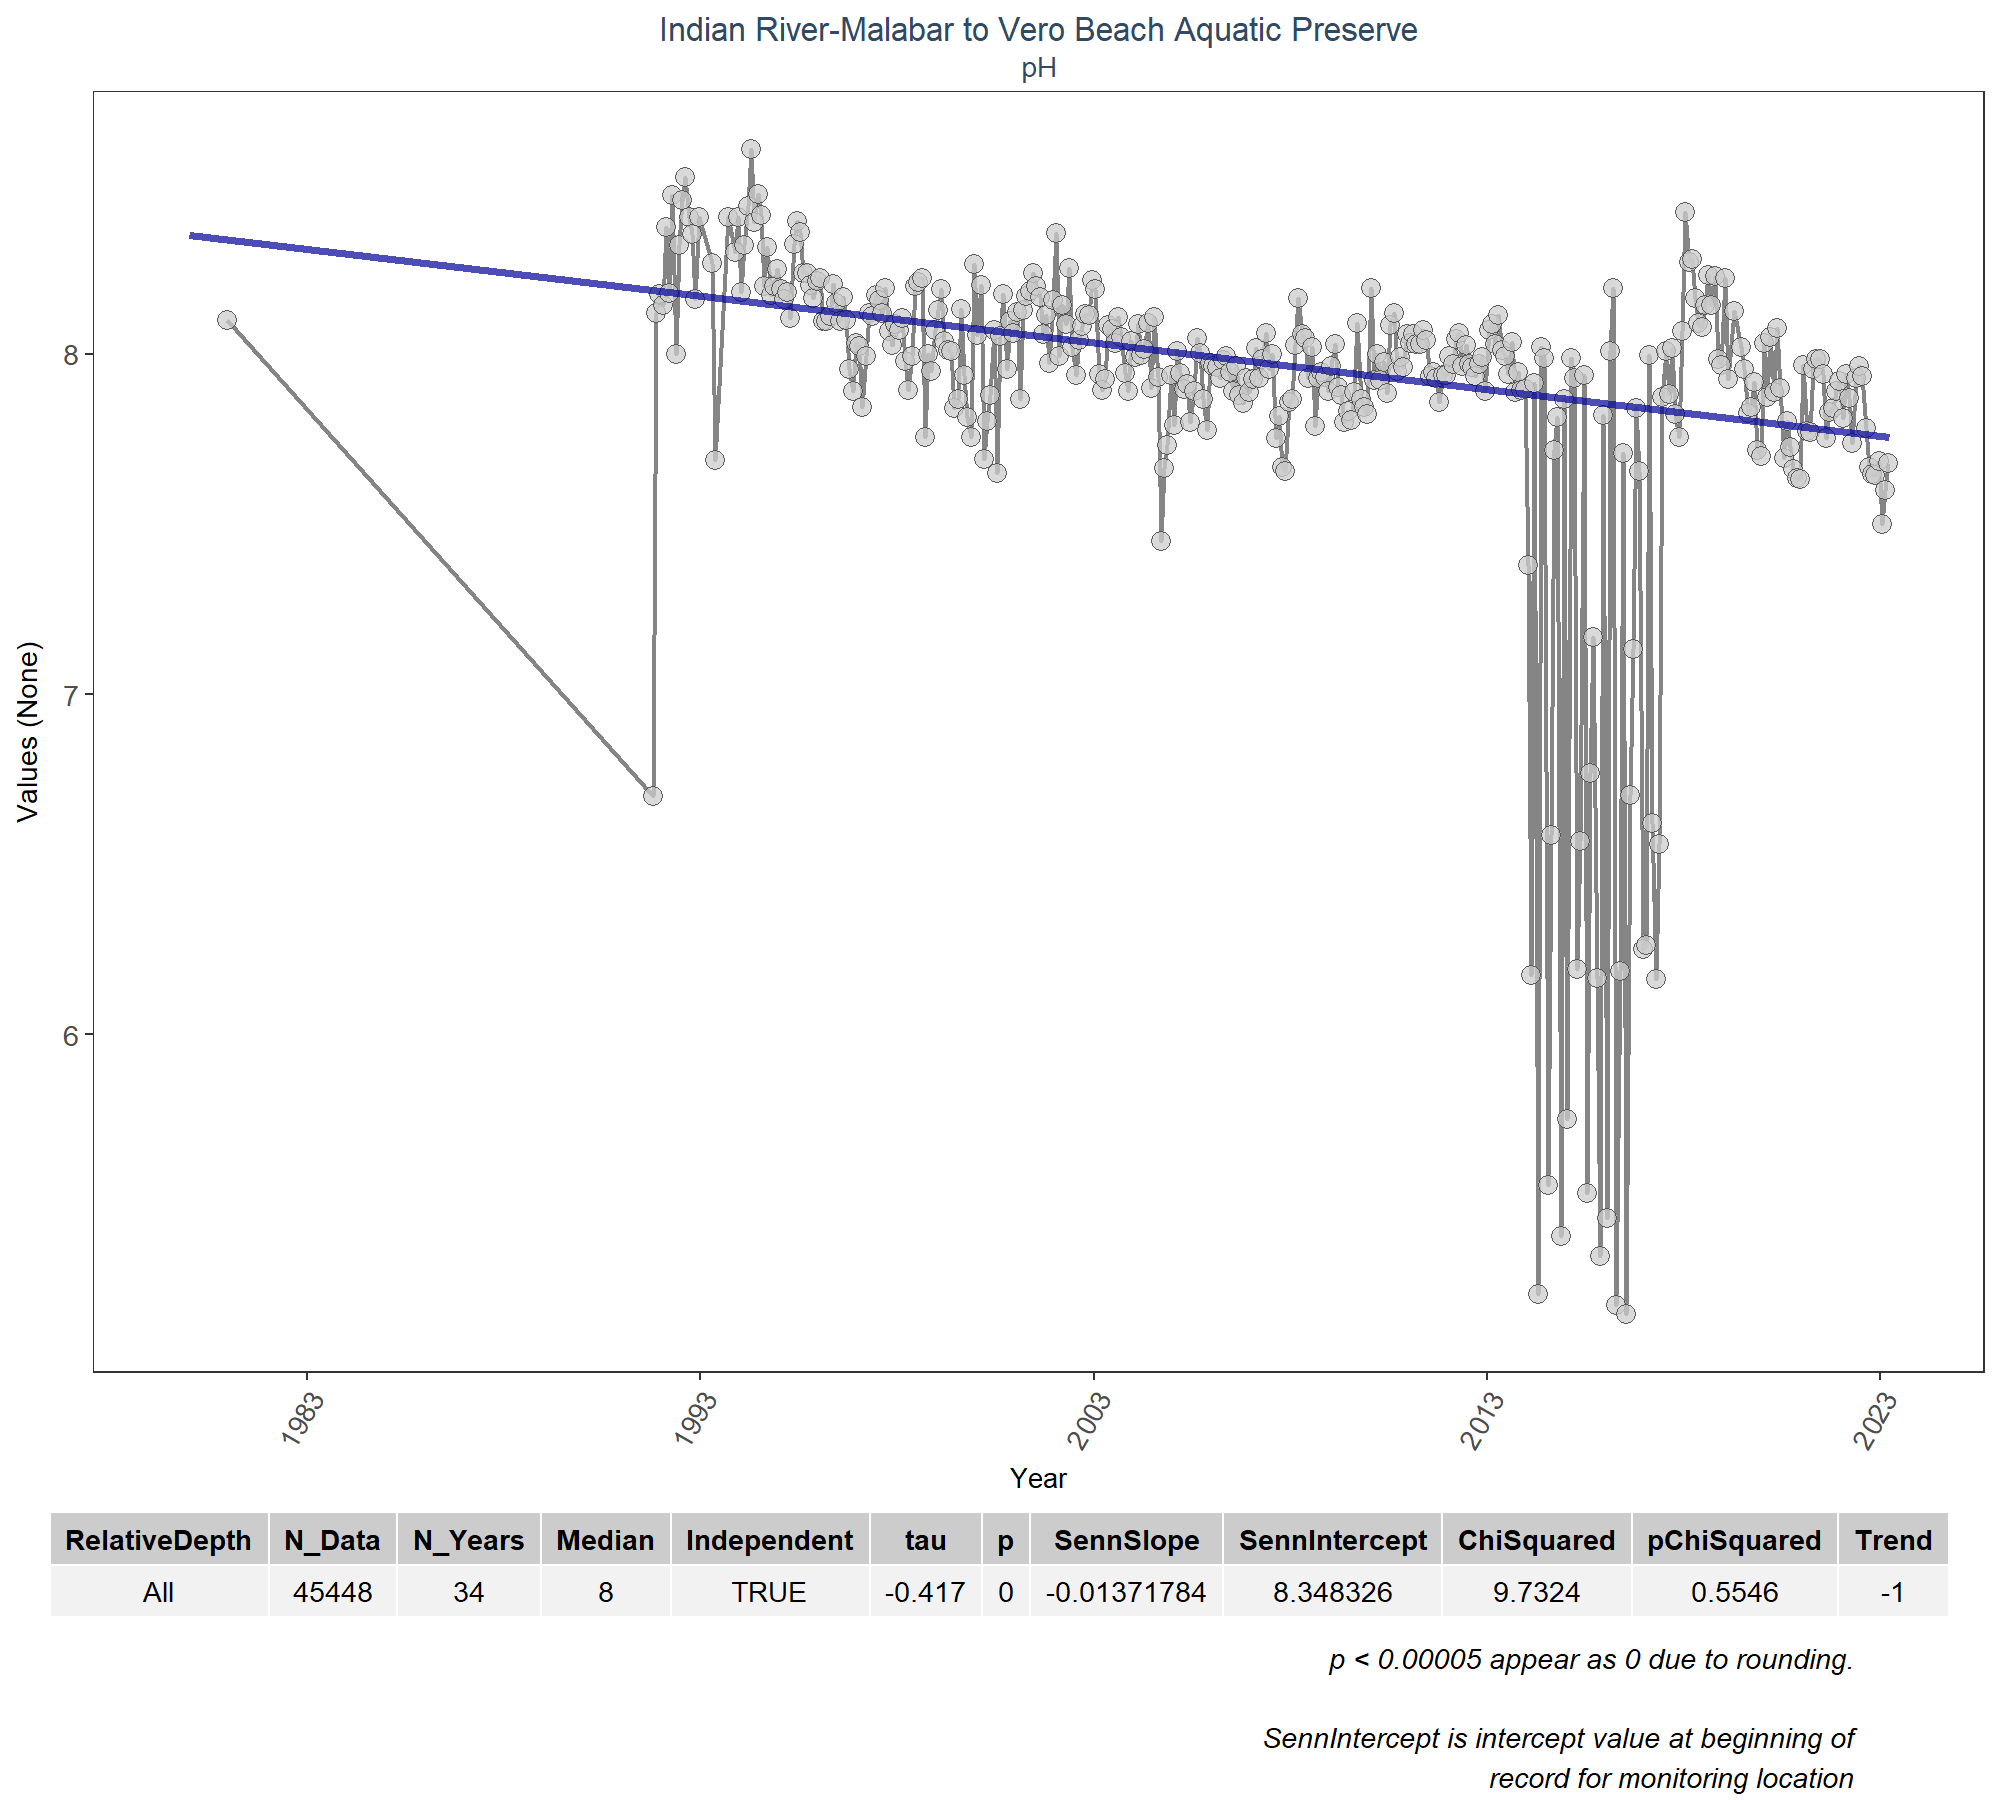 Indian River-Malabar to Vero Beach Aquatic Preserve
pH
Values (None)
8
7
6
1983
1993
2003
2013
2023
Year
RelativeDepth N_Data N_Years Median Independent tau p SennSlope SennIntercept ChiSquared pChiSquared Trend
All 45448 34 8 TRUE -0.417 0 -0.01371784 8.348326 9.7324 0.5546 -1
p < 0.00005 appear as 0 due to rounding.
SennIntercept is intercept value at beginning of
record for monitoring location